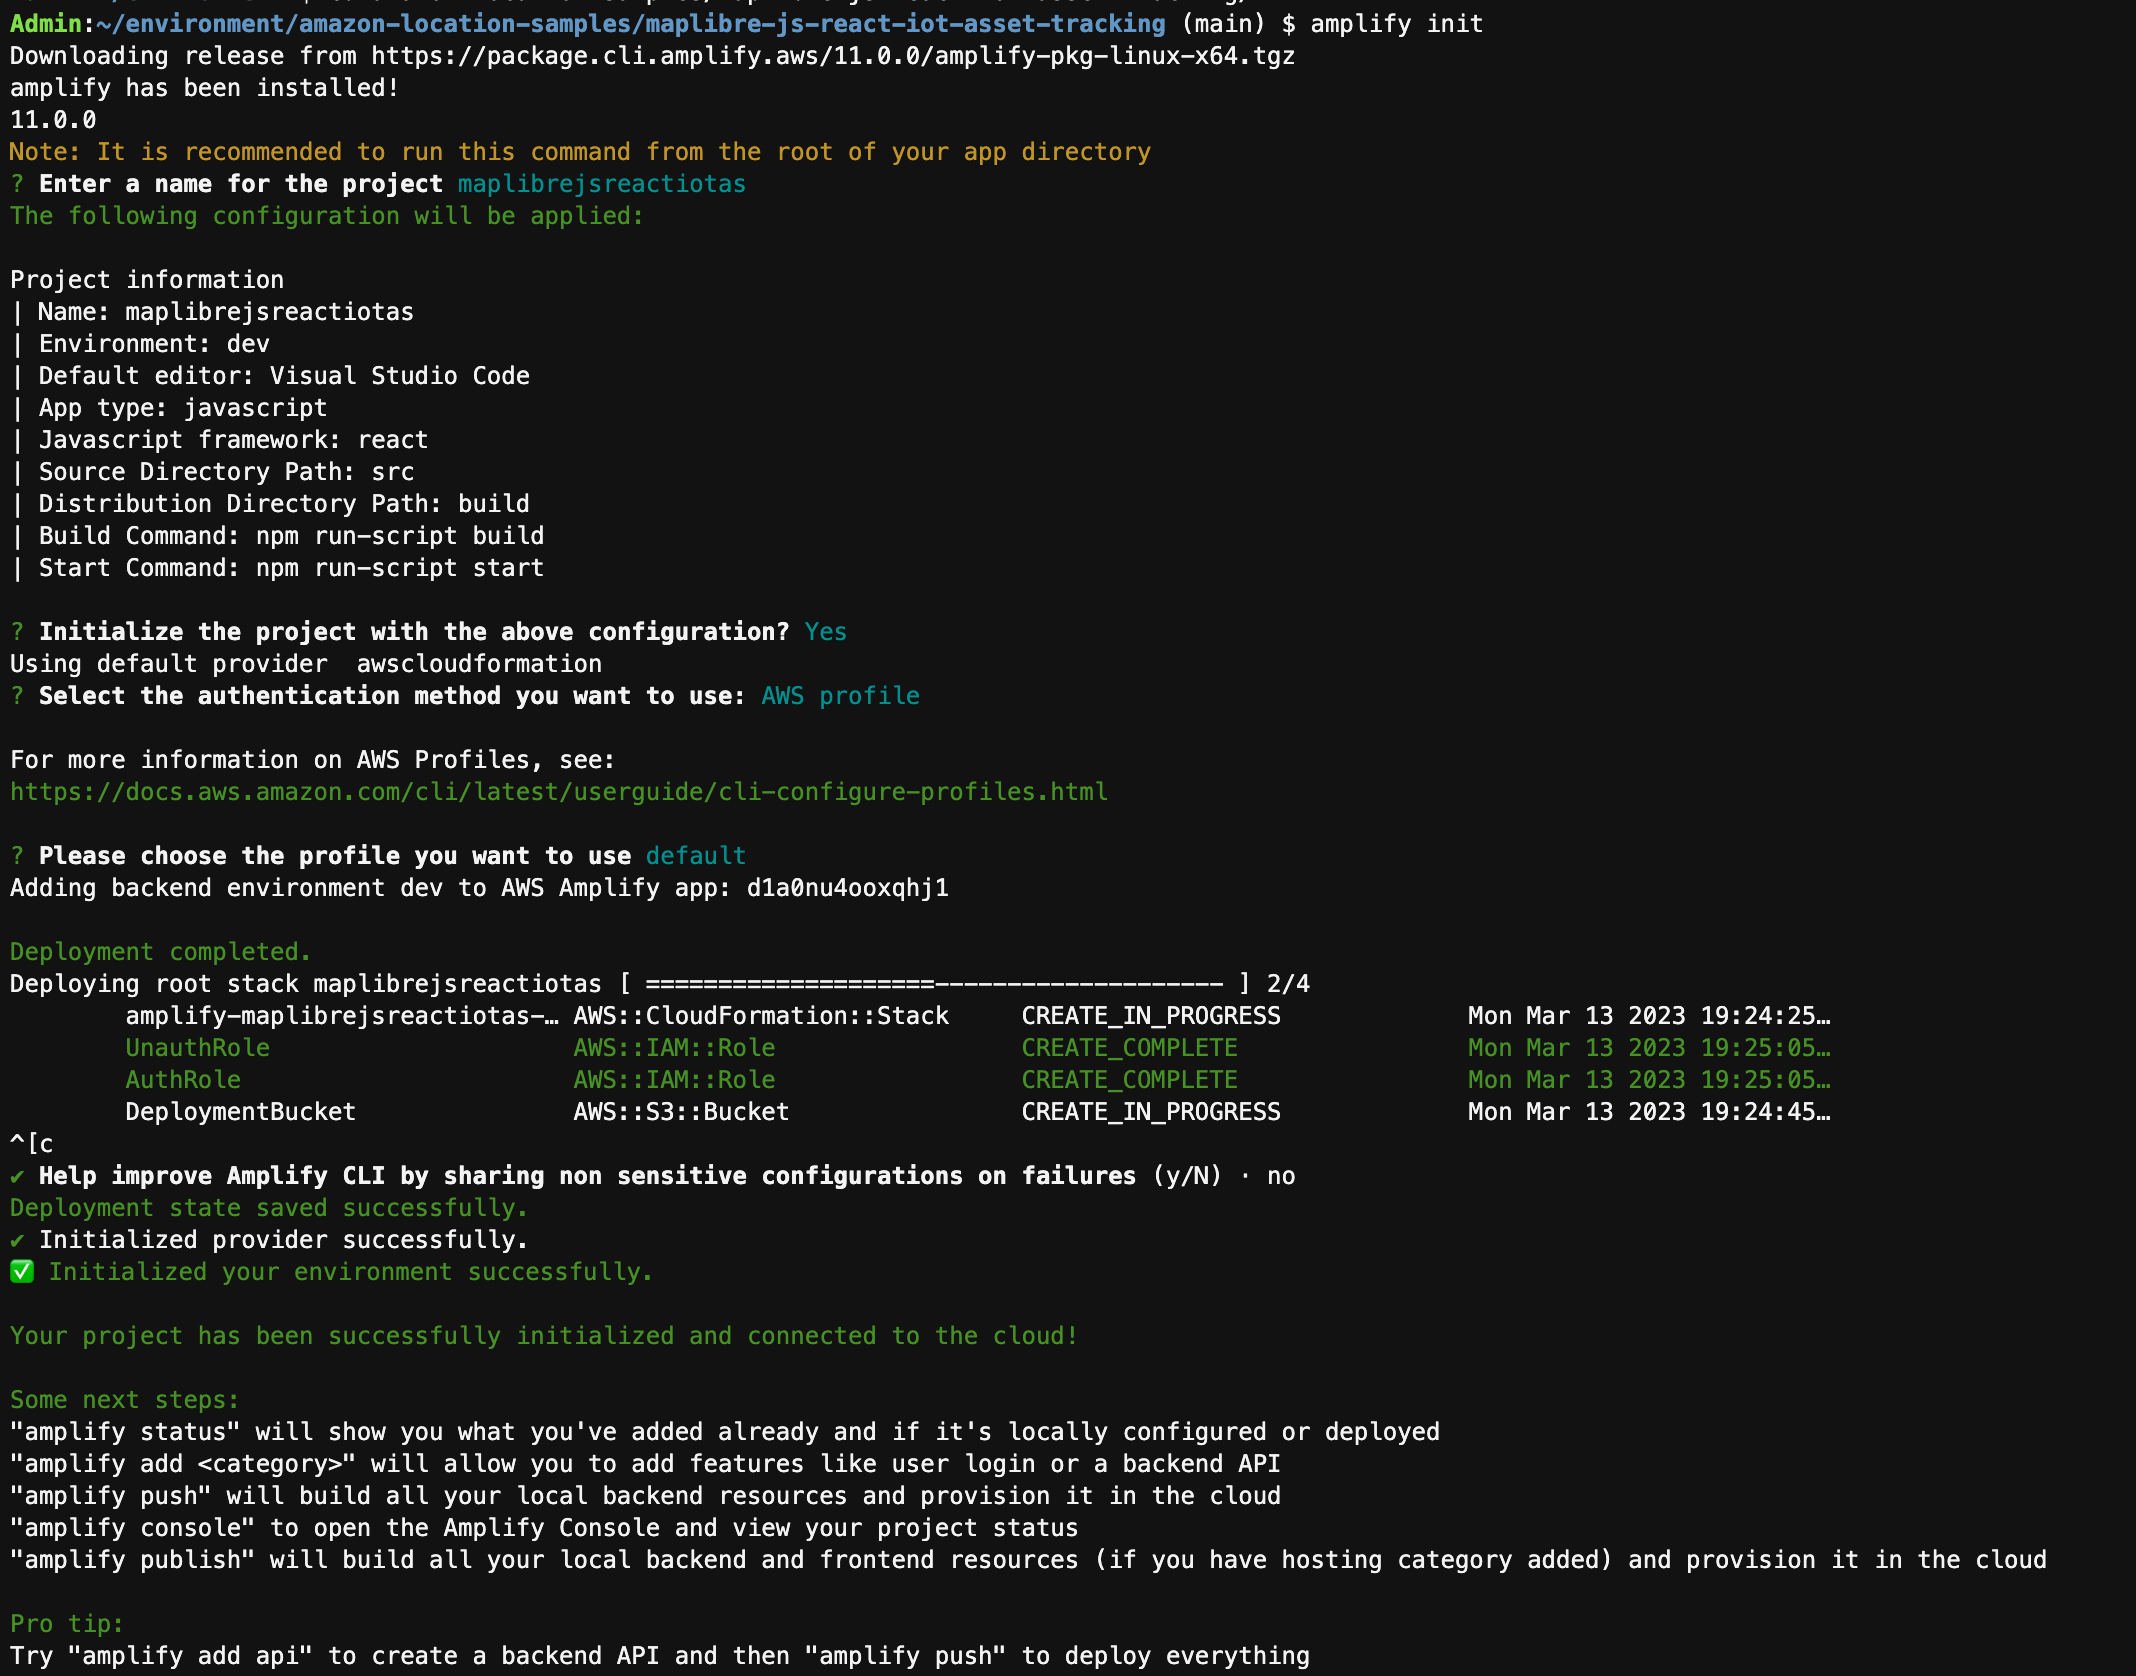 Admin:~/environment/amazon-location-samples/maplibre-js-react-iot-asset-tracking (main) $ amplify init
Downloading release from https://package.cli.amplify.aws/11.0.0/amplify-pkg-linux-x64.tgz
amplify has been installed!
11.0.0
Note: It is recommended to run this command from the root of your app directory
? Enter a name for the project maplibrejsreactiotas
The following configuration will be applied:

Project information
| Name: maplibrejsreactiotas
| Environment: dev
| Default editor: Visual Studio Code
| App type: javascript
| Javascript framework: react
| Source Directory Path: src
| Distribution Directory Path: build
| Build Command: npm run-script build
| Start Command: npm run-script start

? Initialize the project with the above configuration? Yes
Using default provider  awscloudformation
? Select the authentication method you want to use: AWS profile

For more information on AWS Profiles, see:
https://docs.aws.amazon.com/cli/latest/userguide/cli-configure-profiles.html

? Please choose the profile you want to use default
Adding backend environment dev to AWS Amplify app: d1a0nu4ooxqhj1

Deployment completed.
Deploying root stack maplibrejsreactiotas [ ====================-------------------- ] 2/4
amplify-maplibrejsreactiotas-… AWS::CloudFormation::Stack CREATE_IN_PROGRESS Mon Mar 13 2023 19:24:25…
UnauthRole AWS::IAM::Role CREATE_COMPLETE Mon Mar 13 2023 19:25:05…
AuthRole AWS::IAM::Role CREATE_COMPLETE Mon Mar 13 2023 19:25:05…
DeploymentBucket AWS::S3::Bucket CREATE_IN_PROGRESS Mon Mar 13 2023 19:24:45…
^[c
✔ Help improve Amplify CLI by sharing non sensitive configurations on failures (y/N) · no
Deployment state saved successfully.
✔ Initialized provider successfully.
✅ Initialized your environment successfully.

Your project has been successfully initialized and connected to the cloud!

Some next steps:
"amplify status" will show you what you've added already and if it's locally configured or deployed
"amplify add <category>" will allow you to add features like user login or a backend API
"amplify push" will build all your local backend resources and provision it in the cloud
"amplify console" to open the Amplify Console and view your project status
"amplify publish" will build all your local backend and frontend resources (if you have hosting category added) and provision it in the cloud

Pro tip:
Try "amplify add api" to create a backend API and then "amplify push" to deploy everything